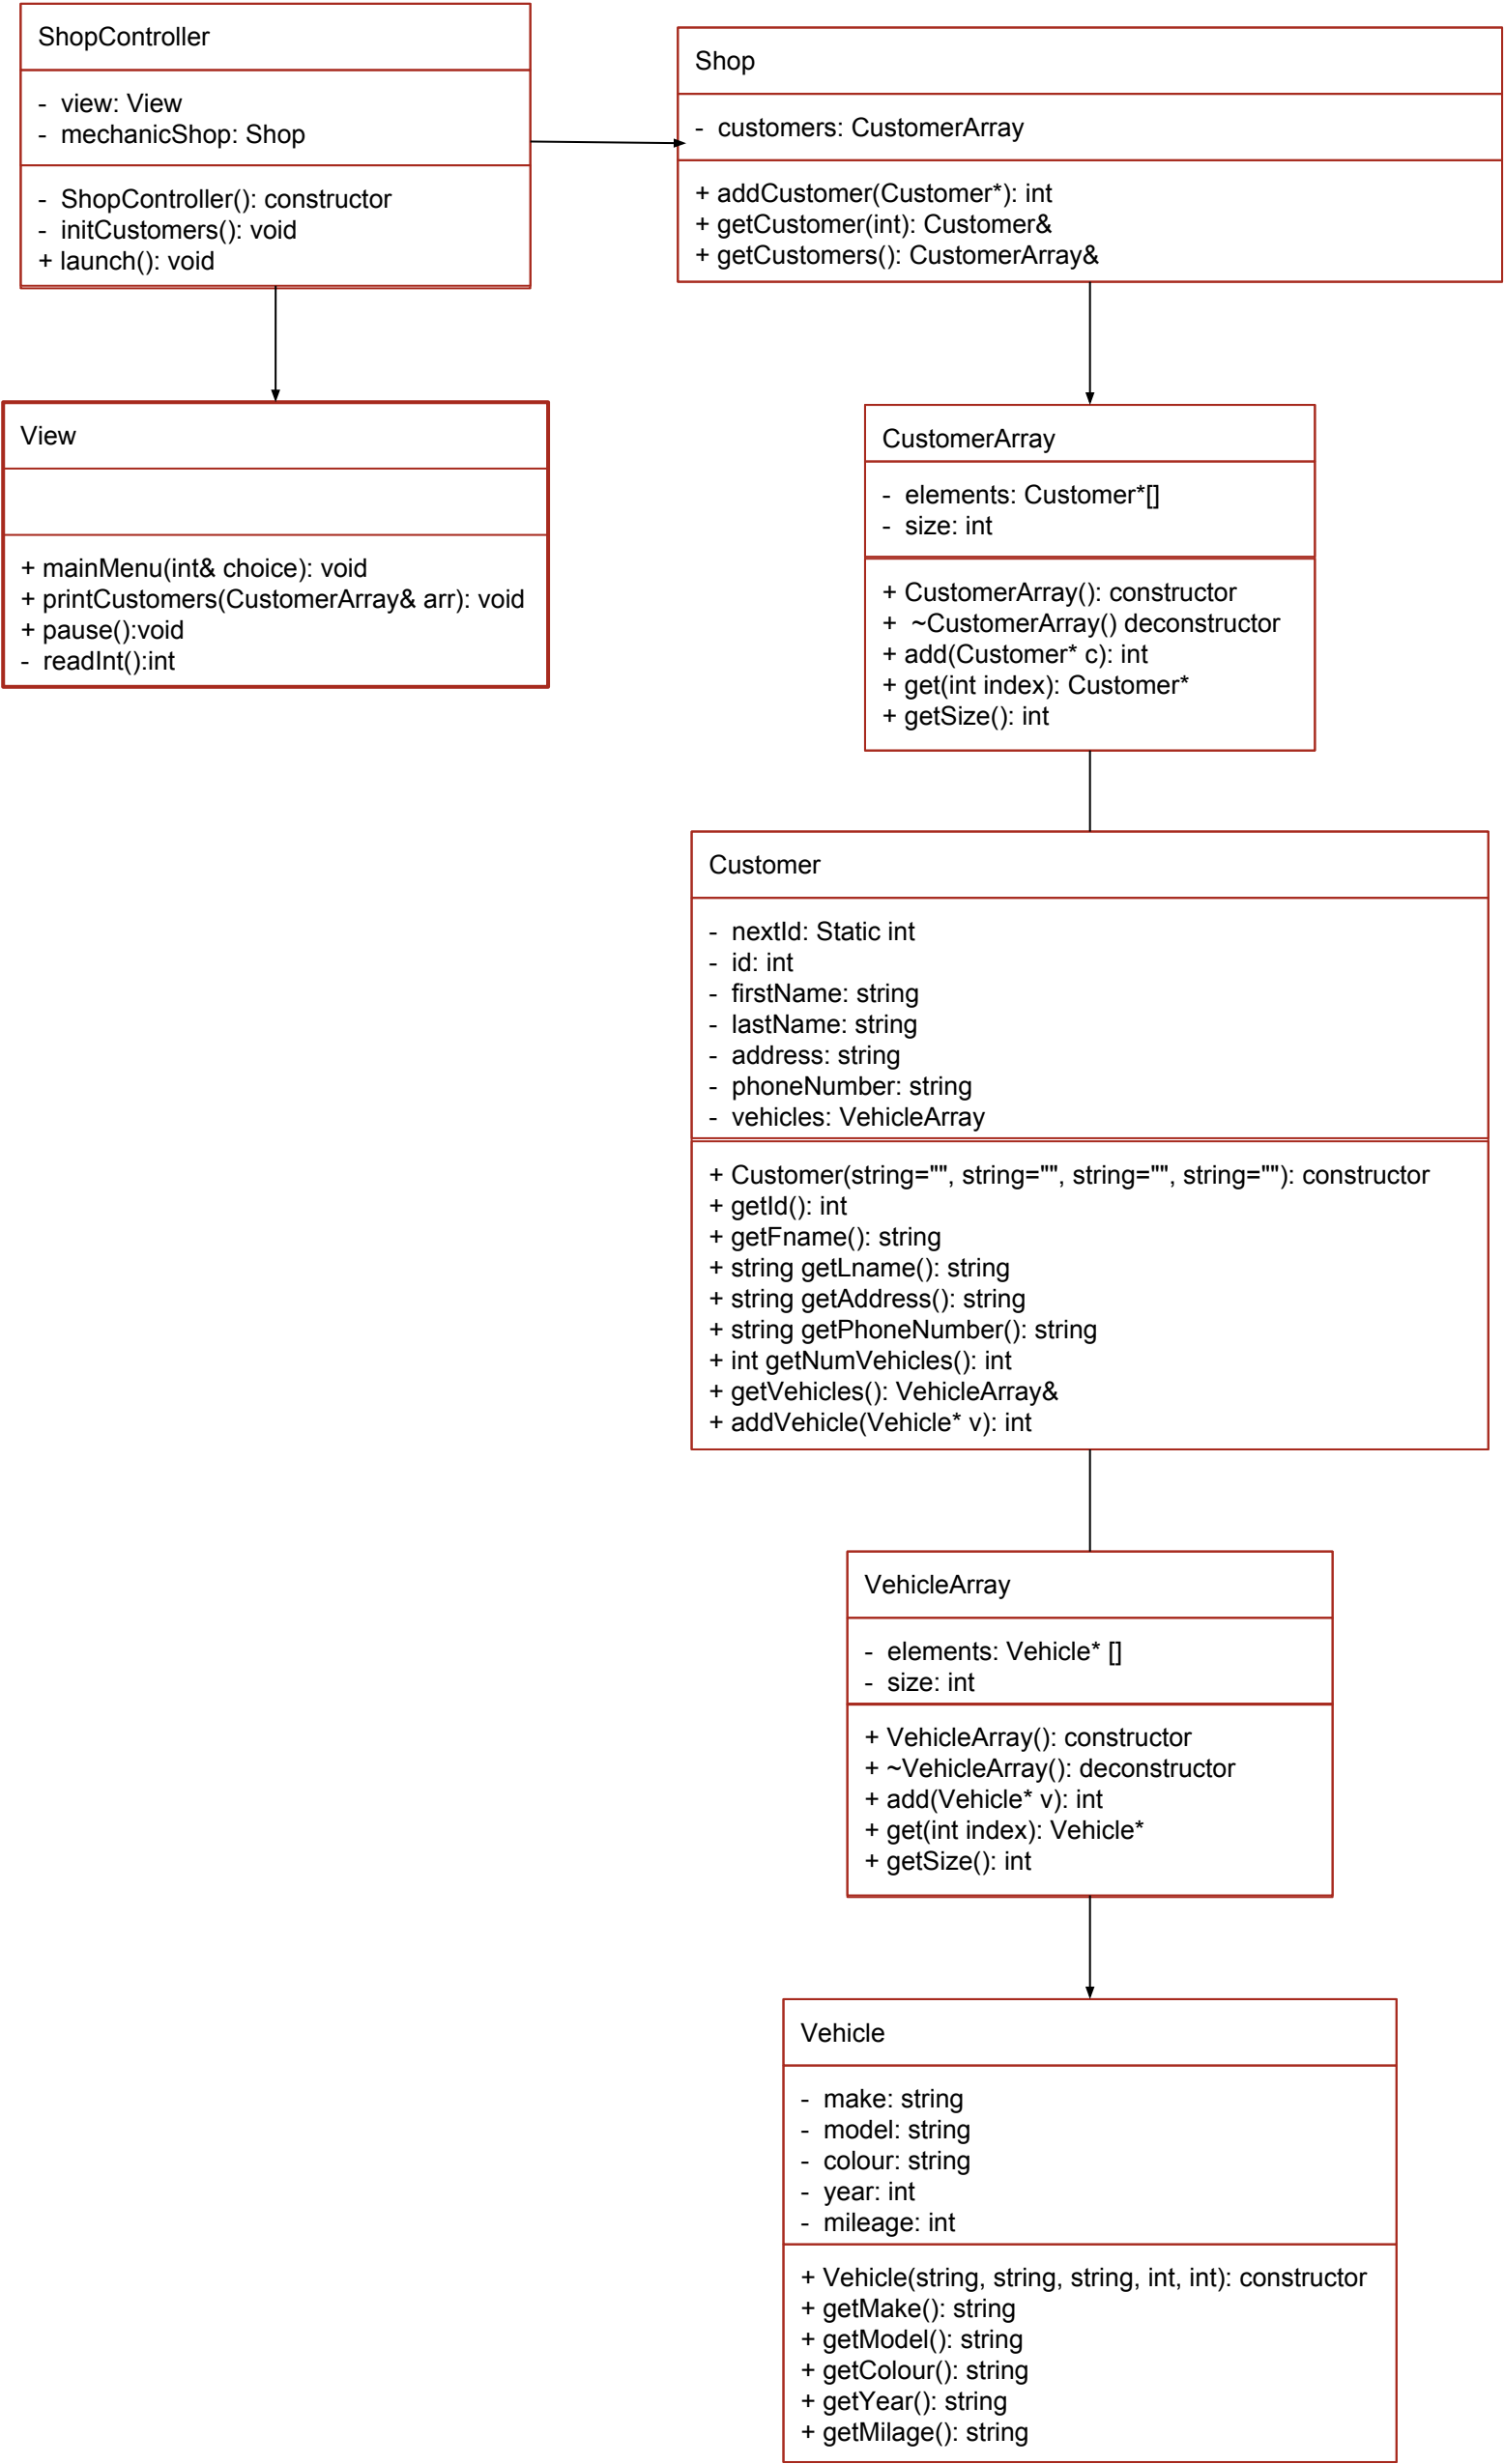 ShopController
- view: View
- mechanicShop: Shop
- ShopController(): constructor
- initCustomers(): void
+ launch(): void
Shop
- customers: CustomerArray
+ addCustomer(Customer*): int
+ getCustomer(int): Customer&
+ getCustomers(): CustomerArray&
View
+ mainMenu(int& choice): void
+ printCustomers(CustomerArray& arr): void
+ pause():void
- readInt():int
CustomerArray
- elements: Customer*[]
- size: int
+ CustomerArray(): constructor
+ ~CustomerArray() deconstructor
+ add(Customer* c): int
+ get(int index): Customer*
+ getSize(): int
Customer
- nextId: Static int
- id: int
- firstName: string
- lastName: string
- address: string
- phoneNumber: string
- vehicles: VehicleArray
+ Customer(string="", string="", string="", string=""): constructor
+ getId(): int
+ getFname(): string
+ string getLname(): string
+ string getAddress(): string
+ string getPhoneNumber(): string
+ int getNumVehicles(): int
+ getVehicles(): VehicleArray&
+ addVehicle(Vehicle* v): int
VehicleArray
- elements: Vehicle* []
- size: int
+ VehicleArray(): constructor
+ ~VehicleArray(): deconstructor
+ add(Vehicle* v): int
+ get(int index): Vehicle*
+ getSize(): int
Vehicle
- make: string
- model: string
- colour: string
- year: int
- mileage: int
+ Vehicle(string, string, string, int, int): constructor
+ getMake(): string
+ getModel(): string
+ getColour(): string
+ getYear(): string
+ getMilage(): string